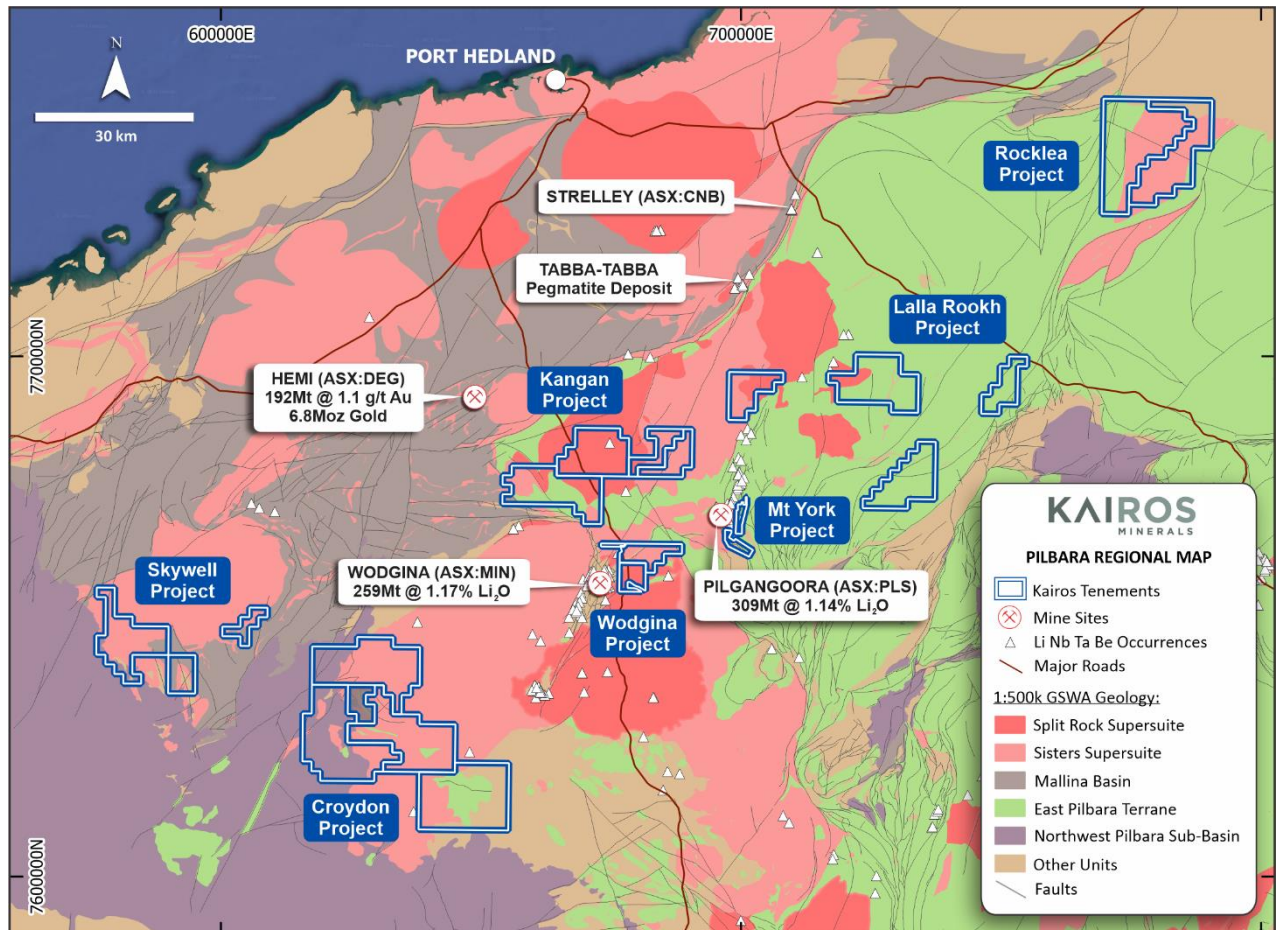 600000E
700000E
N
30 km
PORT HEDLAND
Rocklea
Project
STRELLEY (ASX:CNB)
TABBA-TABBA
Pegmatite Deposit
Lalla Rookh
Project
7700000N
HEMI (ASX:DEG)
192Mt @ 1.1 g/t Au
6.8Moz Gold
Kangan
Project
Mt York
Project
Skywell
Project
WODGINA (ASX:MIN)
259Mt @ 1.17% Li₂O
PILGANGOORA (ASX:PLS)
309Mt @ 1.14% Li₂O
Wodgina
Project
Croydon
Project
7600000N
KAIROS
MINERALS
PILBARA REGIONAL MAP
Kairos Tenements
Mine Sites
Li Nb Ta Be Occurrences
Major Roads
1:500k GSWA Geology:
Split Rock Supersuite
Sisters Supersuite
Mallina Basin
East Pilbara Terrane
Northwest Pilbara Sub-Basin
Other Units
Faults